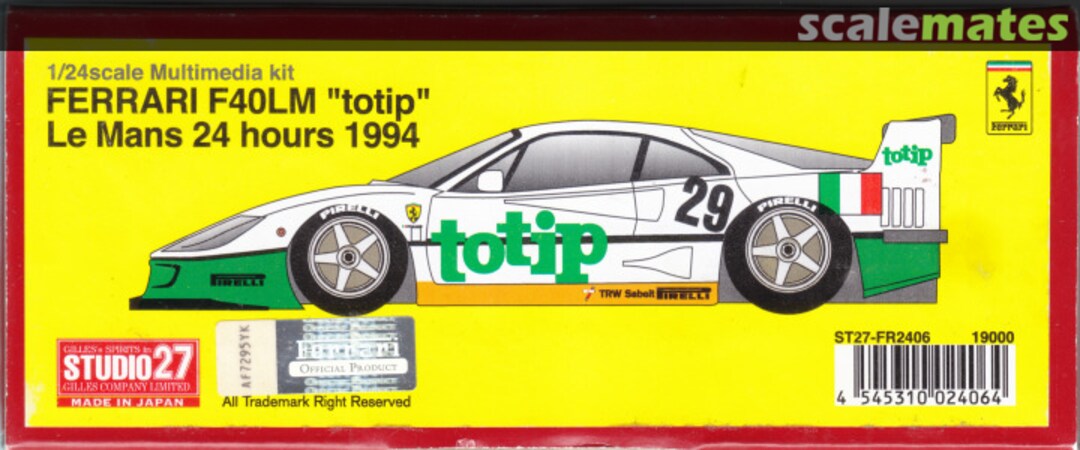 scalemates
1/24scale Multimedia kit
FERRARI F40LM "totip"
Le Mans 24 hours 1994
Ferrari
totip
29
PIRELLI
PIRELLI
totip
PIRELLI
TRW Sabelt PIRELLI
GILLES's SPIRITS in
STUDIO27
GILLES COMPANY LIMITED.
MADE IN JAPAN
AF7295YK
Ferrari
OFFICIAL PRODUCT
All Trademark Right Reserved
ST27-FR2406 19000
4 545310 024064